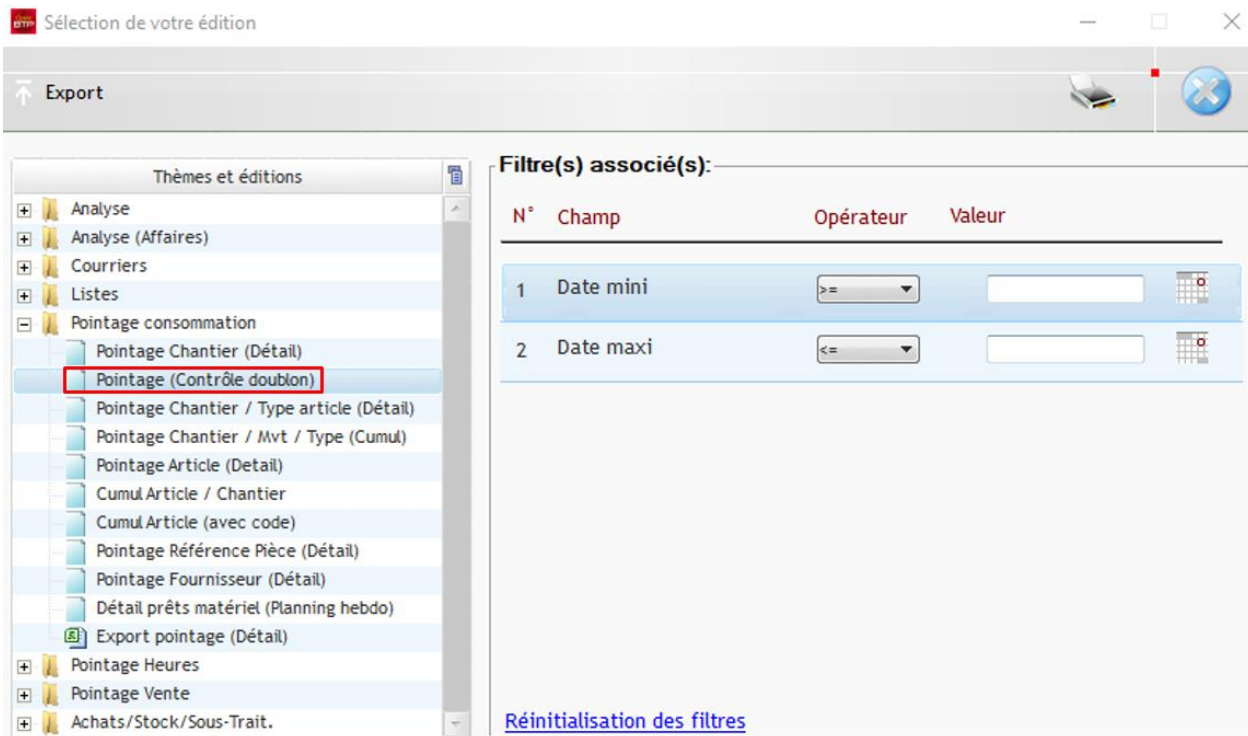 BTP Sélection de votre édition
Export
Thèmes et éditions
Analyse
Analyse (Affaires)
Courriers
Listes
Pointage consommation
Pointage Chantier (Détail)
Pointage (Contrôle doublon)
Pointage Chantier / Type article (Détail)
Pointage Chantier / Mvt / Type (Cumul)
Pointage Article (Detail)
Cumul Article / Chantier
Cumul Article (avec code)
Pointage Référence Pièce (Détail)
Pointage Fournisseur (Détail)
Détail prêts matériel (Planning hebdo)
Export pointage (Détail)
Pointage Heures
Pointage Vente
Achats/Stock/Sous-Trait.
Filtre(s) associé(s):
N° Champ Opérateur Valeur
1 Date mini >=
2 Date maxi <=
Réinitialisation des filtres